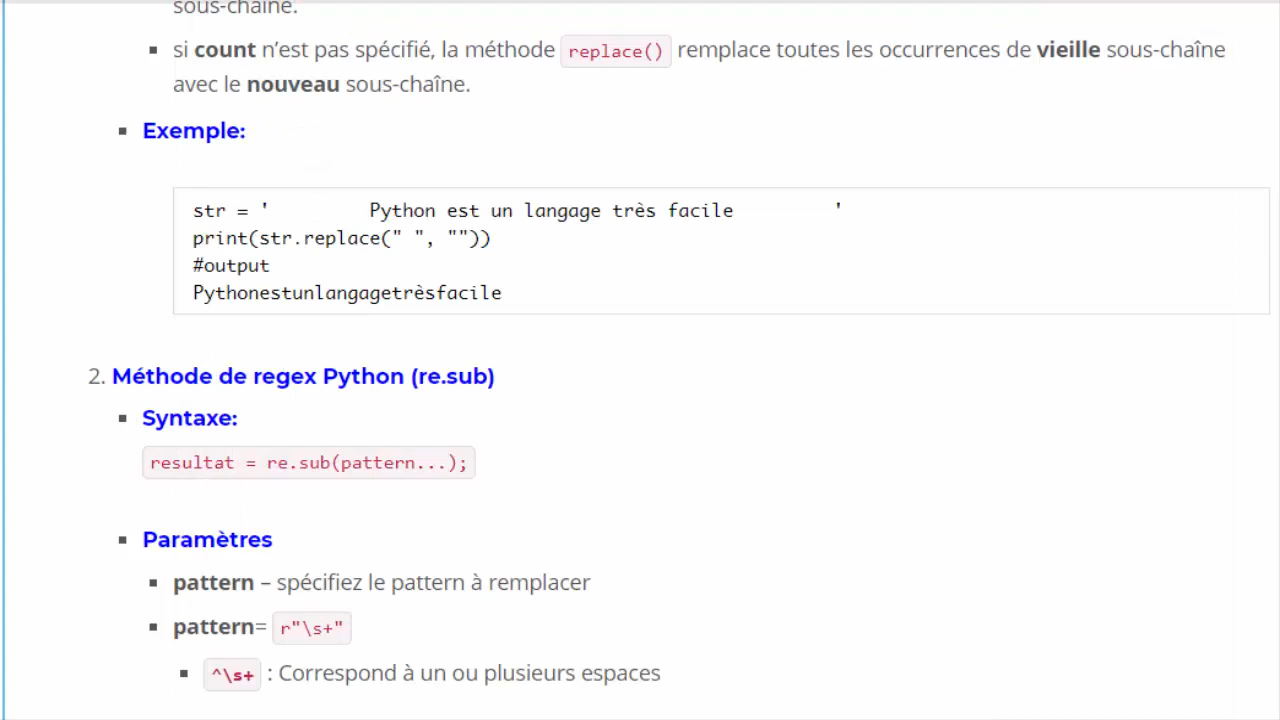 sous-chaîne.
si count n'est pas spécifié, la méthode replace() remplace toutes les occurrences de vieille sous-chaîne
avec le nouveau sous-chaîne.
Exemple:
str = '         Python est un langage très facile         '
print(str.replace(" ", ""))
#output
Pythonestunlangagetrèsfacile
2. Méthode de regex Python (re.sub)
Syntaxe:
resultat = re.sub(pattern...);
Paramètres
pattern – spécifiez le pattern à remplacer
pattern= r"\s+"
^\s+ : Correspond à un ou plusieurs espaces